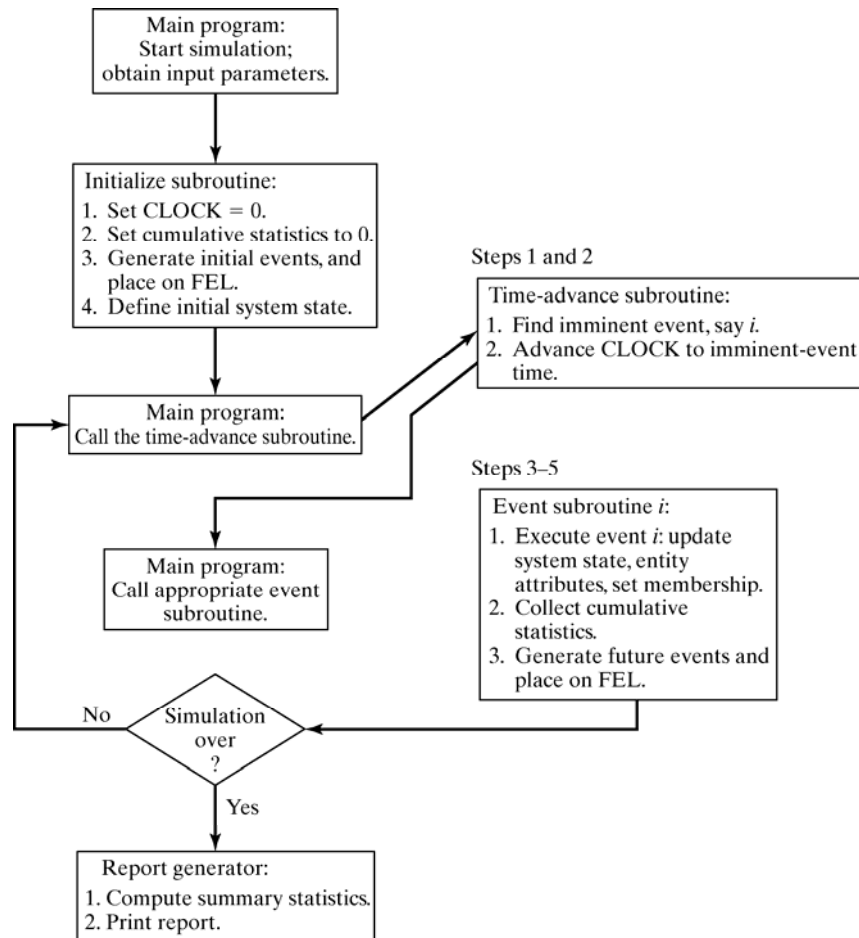 Main program:
Start simulation;
obtain input parameters.
Initialize subroutine:
1. Set CLOCK = 0.
2. Set cumulative statistics to 0.
3. Generate initial events, and
place on FEL.
4. Define initial system state.
Steps 1 and 2
Time-advance subroutine:
1. Find imminent event, say i.
2. Advance CLOCK to imminent-event
time.
Main program:
Call the time-advance subroutine.
Steps 3–5
Event subroutine i:
1. Execute event i: update
system state, entity
attributes, set membership.
2. Collect cumulative
statistics.
3. Generate future events and
place on FEL.
Main program:
Call appropriate event
subroutine.
No
Simulation
over
?
Yes
Report generator:
1. Compute summary statistics.
2. Print report.